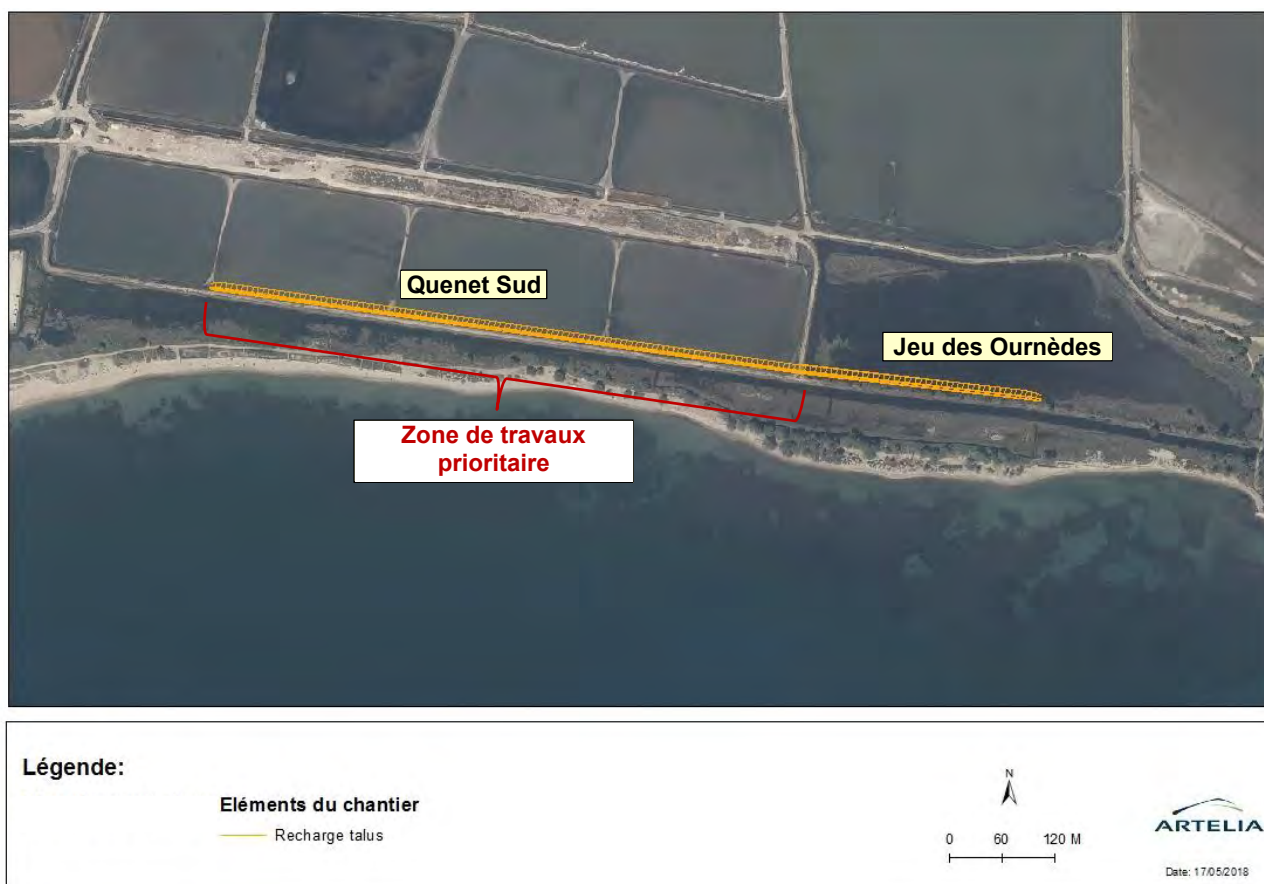 Quenet Sud
Jeu des Ournèdes
Zone de travaux
prioritaire
Légende:
Eléments du chantier
Recharge talus
N
0 60 120 M
ARTELIA
Date: 17/05/2018